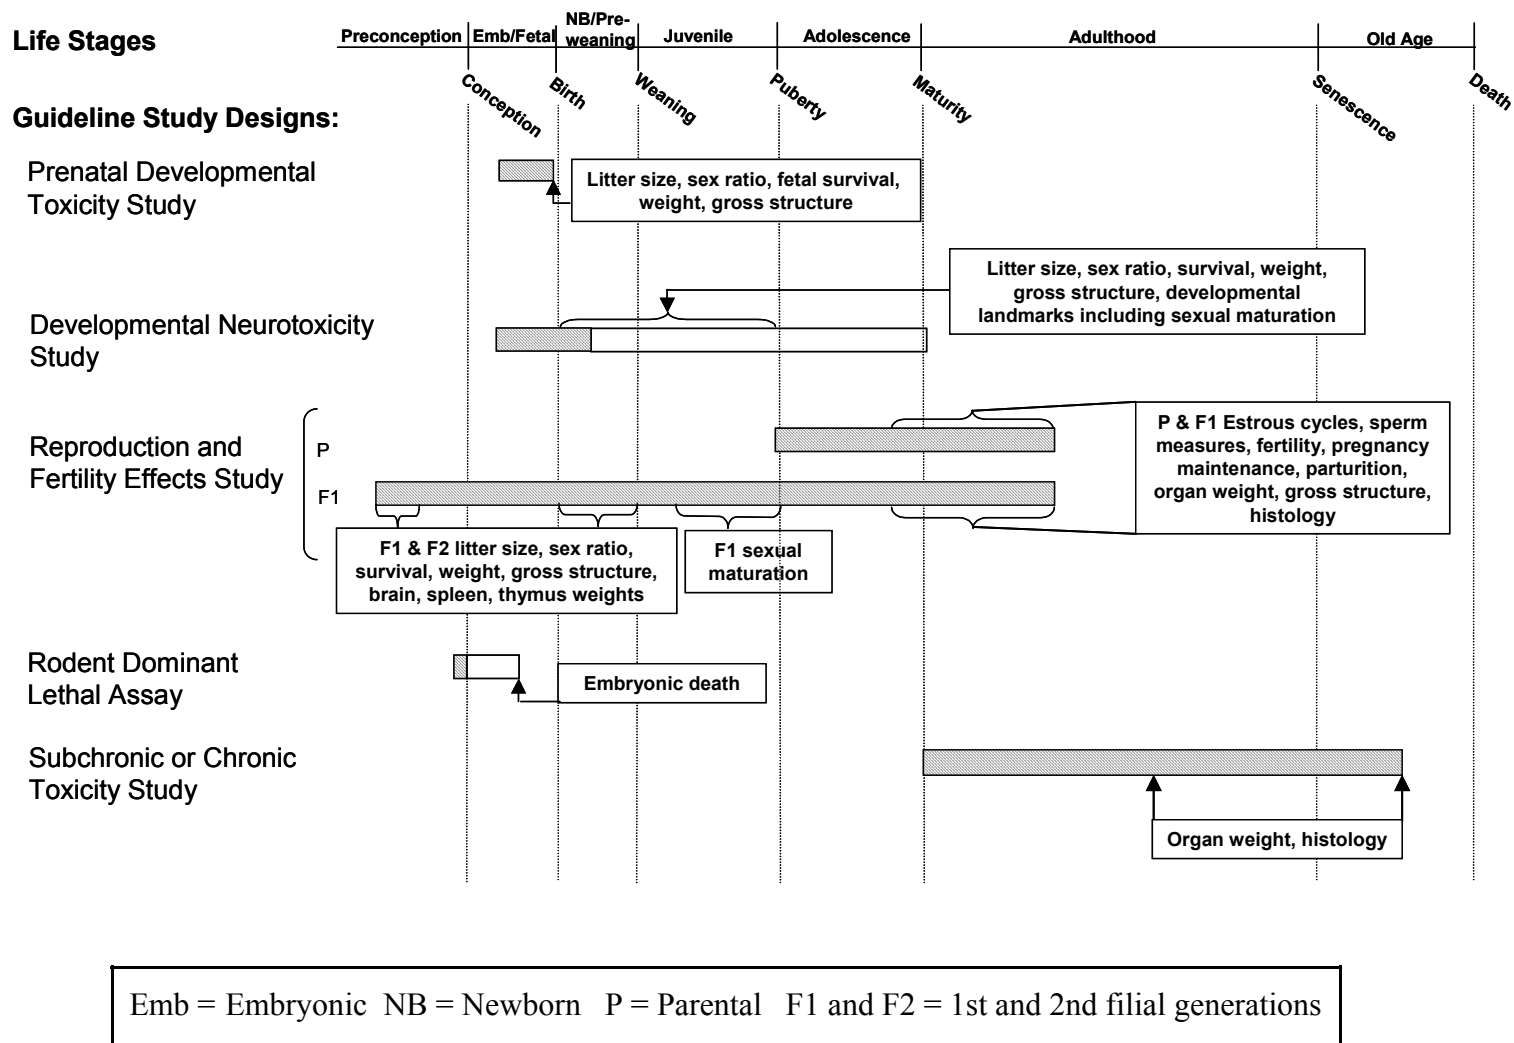 Life Stages
Preconception
Emb/Fetal
NB/Pre-
weaning
Juvenile
Adolescence
Adulthood
Old Age
Conception
Birth
Weaning
Puberty
Maturity
Senescence
Death
Guideline Study Designs:
Prenatal Developmental
Toxicity Study
Litter size, sex ratio, fetal survival,
weight, gross structure
Developmental Neurotoxicity
Study
Litter size, sex ratio, survival, weight,
gross structure, developmental
landmarks including sexual maturation
Reproduction and
Fertility Effects Study
P
F1
P & F1 Estrous cycles, sperm
measures, fertility, pregnancy
maintenance, parturition,
organ weight, gross structure,
histology
F1 & F2 litter size, sex ratio,
survival, weight, gross structure,
brain, spleen, thymus weights
F1 sexual
maturation
Rodent Dominant
Lethal Assay
Embryonic death
Subchronic or Chronic
Toxicity Study
Organ weight, histology
Emb = Embryonic NB = Newborn P = Parental F1 and F2 = 1st and 2nd filial generations